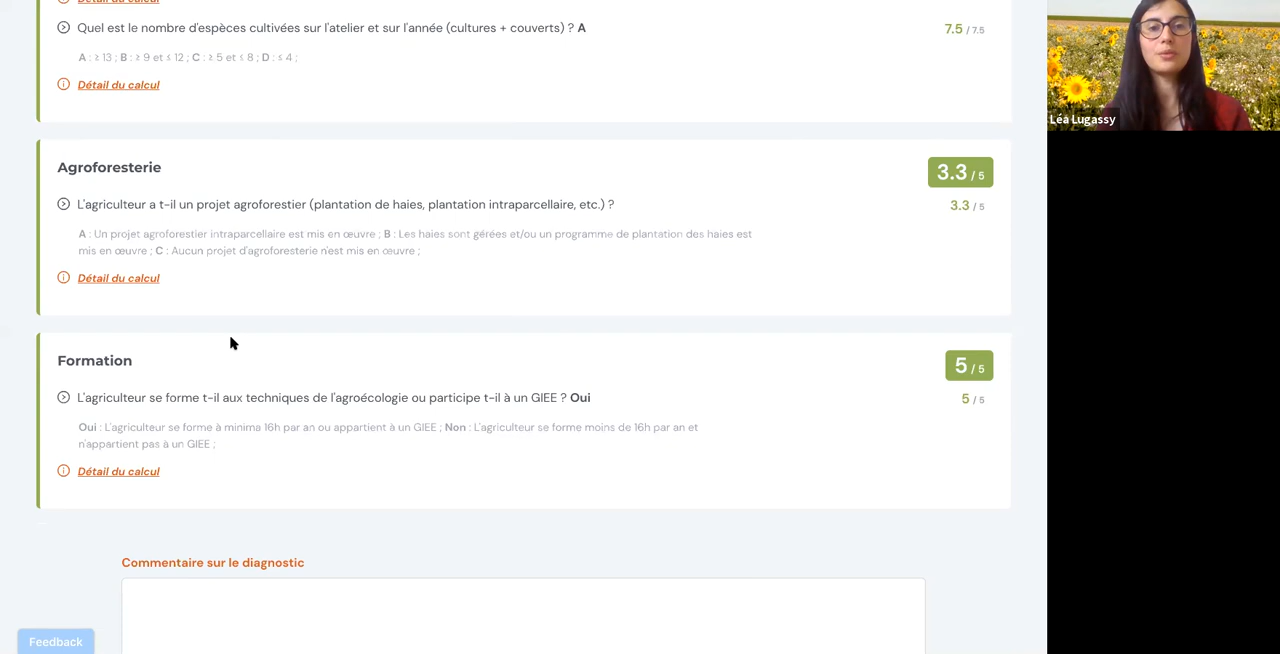 Détail du calcul
Quel est le nombre d'espèces cultivées sur l'atelier et sur l'année (cultures + couverts) ? A
7.5 / 7.5
A : ≥ 13 ; B : ≥ 9 et ≤ 12 ; C : ≥ 5 et ≤ 8 ; D : ≤ 4 ;
Détail du calcul
Léa Lugassy
Agroforesterie
3.3 / 5
L'agriculteur a t-il un projet agroforestier (plantation de haies, plantation intraparcellaire, etc.) ?
3.3 / 5
A : Un projet agroforestier intraparcellaire est mis en œuvre ; B : Les haies sont gérées et/ou un programme de plantation des haies est
mis en œuvre ; C : Aucun projet d'agroforesterie n'est mis en œuvre ;
Détail du calcul
Formation
5 / 5
L'agriculteur se forme t-il aux techniques de l'agroécologie ou participe t-il à un GIEE ? Oui
5 / 5
Oui : L'agriculteur se forme à minima 16h par an ou appartient à un GIEE ; Non : L'agriculteur se forme moins de 16h par an et
n'appartient pas à un GIEE ;
Détail du calcul
Commentaire sur le diagnostic
Feedback